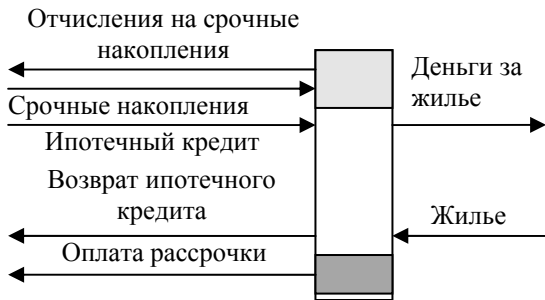 Отчисления на срочные
накопления
Срочные накопления
Ипотечный кредит
Возврат ипотечного
кредита
Оплата рассрочки
Деньги за
жилье
Жилье